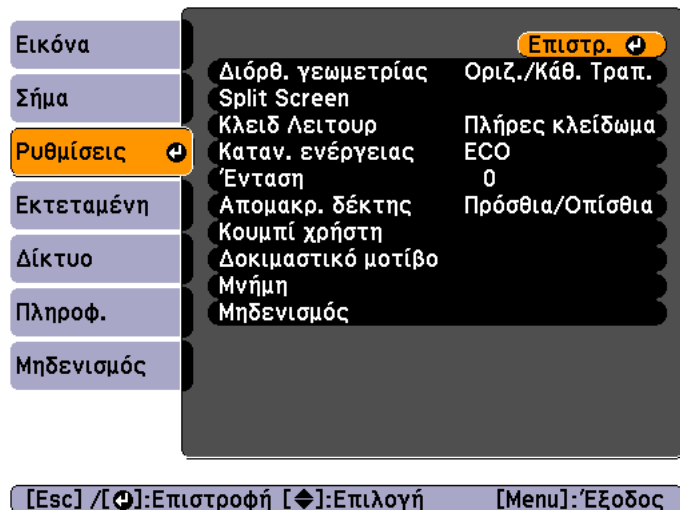 Εικόνα
Σήμα
Ρυθμίσεις
Εκτεταμένη
Δίκτυο
Πληροφ.
Μηδενισμός
Επιστρ.
Διόρθ. γεωμετρίας Οριζ./Κάθ. Τραπ.
Split Screen
Κλειδ Λειτουρ Πλήρες κλείδωμα
Καταν. ενέργειας ECO
Ένταση 0
Απομακρ. δέκτης Πρόσθια/Οπίσθια
Κουμπί χρήστη
Δοκιμαστικό μοτίβο
Μνήμη
Μηδενισμός
[Esc] /[⏎]:Επιστροφή [◆]:Επιλογή [Menu]:Έξοδος